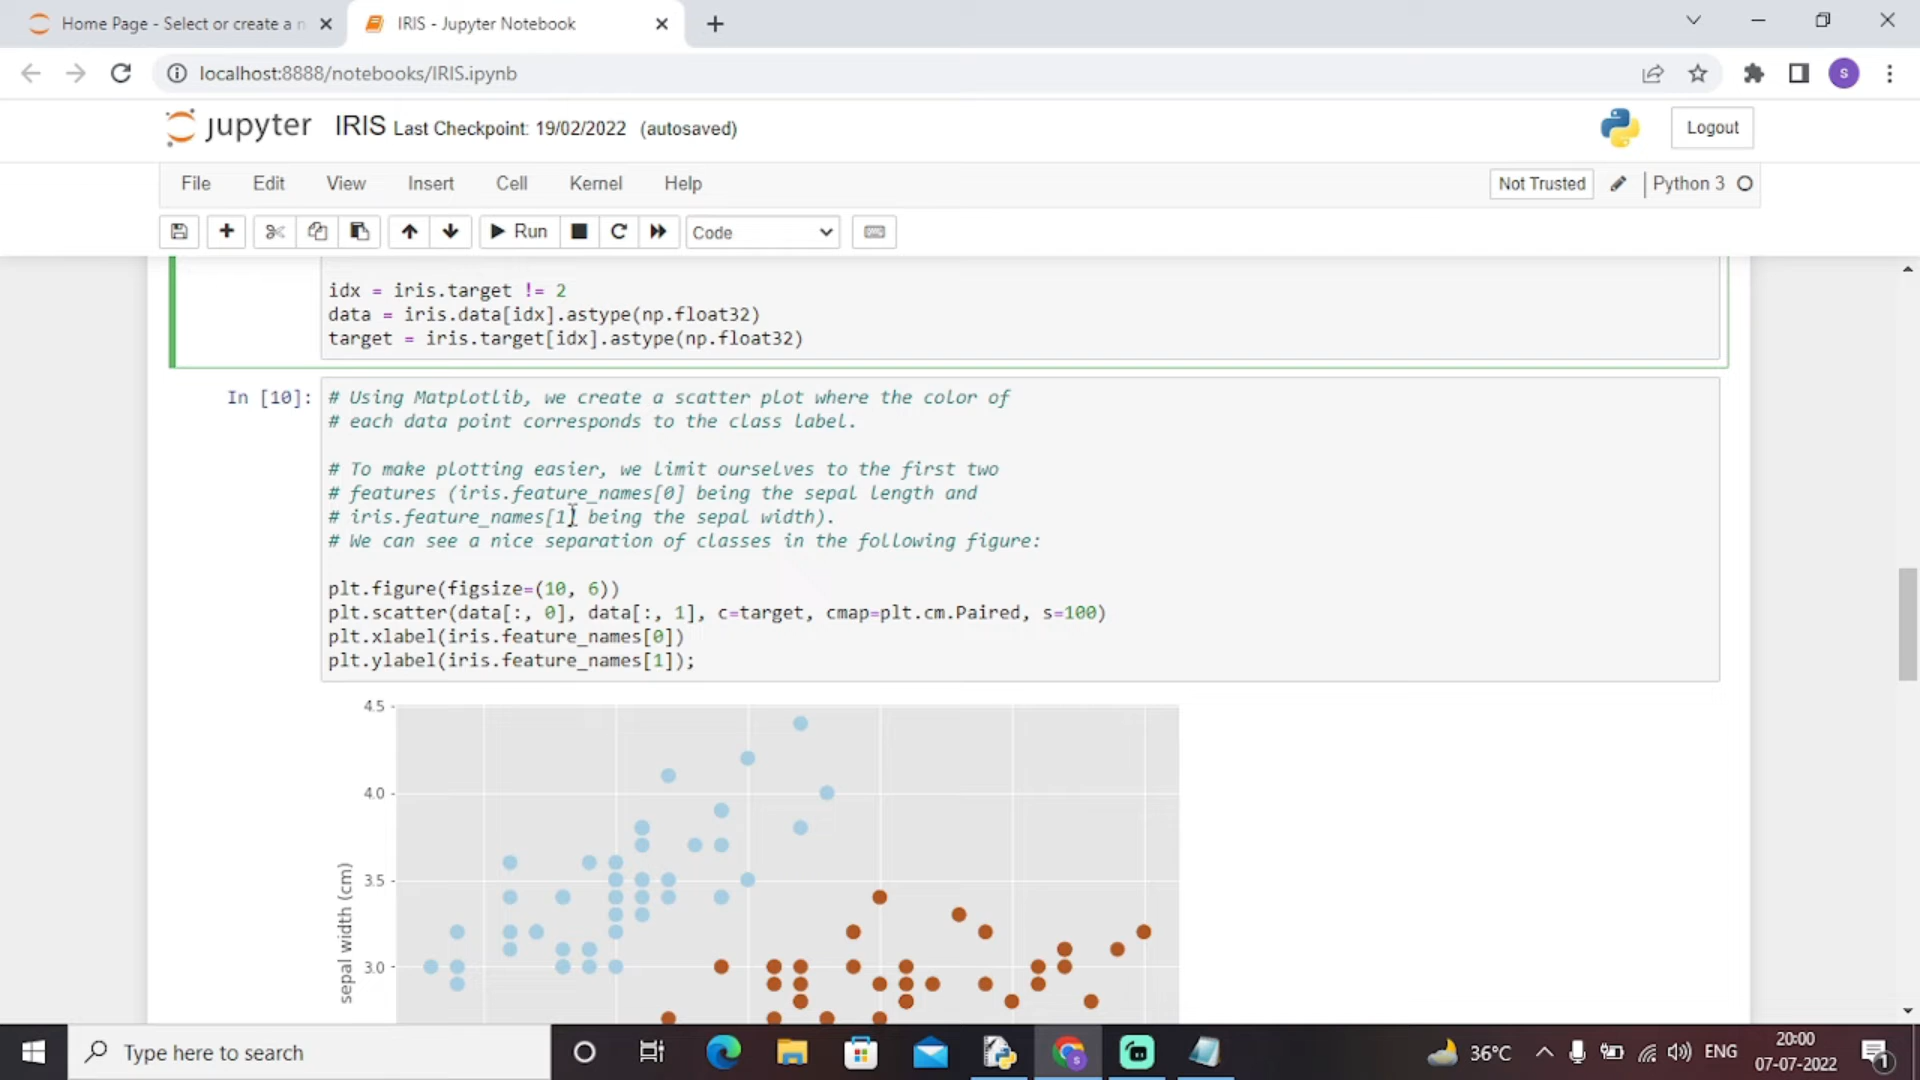 Home Page - Select or create a n
IRIS - Jupyter Notebook
localhost:8888/notebooks/IRIS.ipynb
S
jupyter IRIS Last Checkpoint: 19/02/2022 (autosaved)
Logout
File Edit View Insert Cell Kernel Help
Not Trusted
Python 3
Run
Code
idx = iris.target != 2
data = iris.data[idx].astype(np.float32)
target = iris.target[idx].astype(np.float32)
In [10]:
# Using Matplotlib, we create a scatter plot where the color of
# each data point corresponds to the class label.
# To make plotting easier, we limit ourselves to the first two
# features (iris.feature_names[0] being the sepal length and
# iris.feature_names[1] being the sepal width).
# We can see a nice separation of classes in the following figure:
plt.figure(figsize=(10, 6))
plt.scatter(data[:, 0], data[:, 1], c=target, cmap=plt.cm.Paired, s=100)
plt.xlabel(iris.feature_names[0])
plt.ylabel(iris.feature_names[1]);
4.5
4.0
3.5
3.0
sepal width (cm)
Type here to search
36°C
ENG
20:00
07-07-2022
1